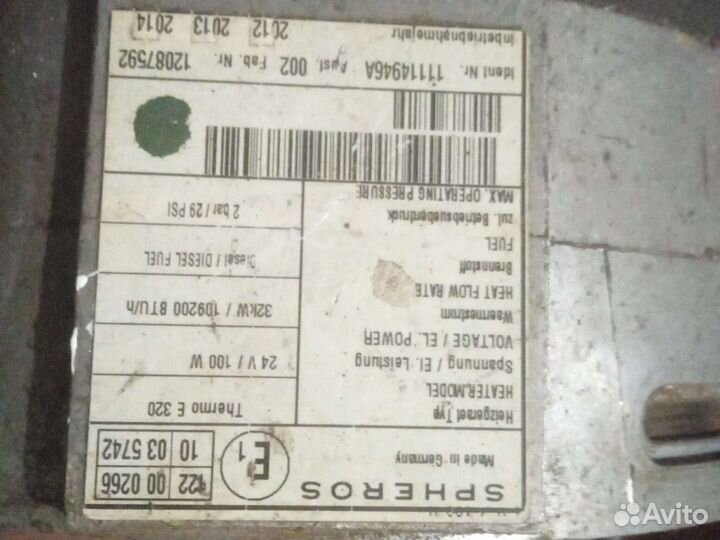 SPHEROS
Made in Germany
E1
122 00 0266
10 03 5742
Heizgeraet Typ
HEATER.MODEL
Thermo E 320
Spannung / El. Leistung
VOLTAGE / EL. POWER
24 V / 100 W
Waermestrom
HEAT FLOW RATE
32kW / 109200 BTU/h
Brennstoff
FUEL
Diesel / DIESEL FUEL
zul. Betriebsueberdruck
MAX. OPERATING PRESSURE
2 bar / 29 PSI
Ident Nr. 11114946A Ausf. 002 Fab. Nr. 12087592
Inbetriebnahmejahr 2012 2013 2014
Avito